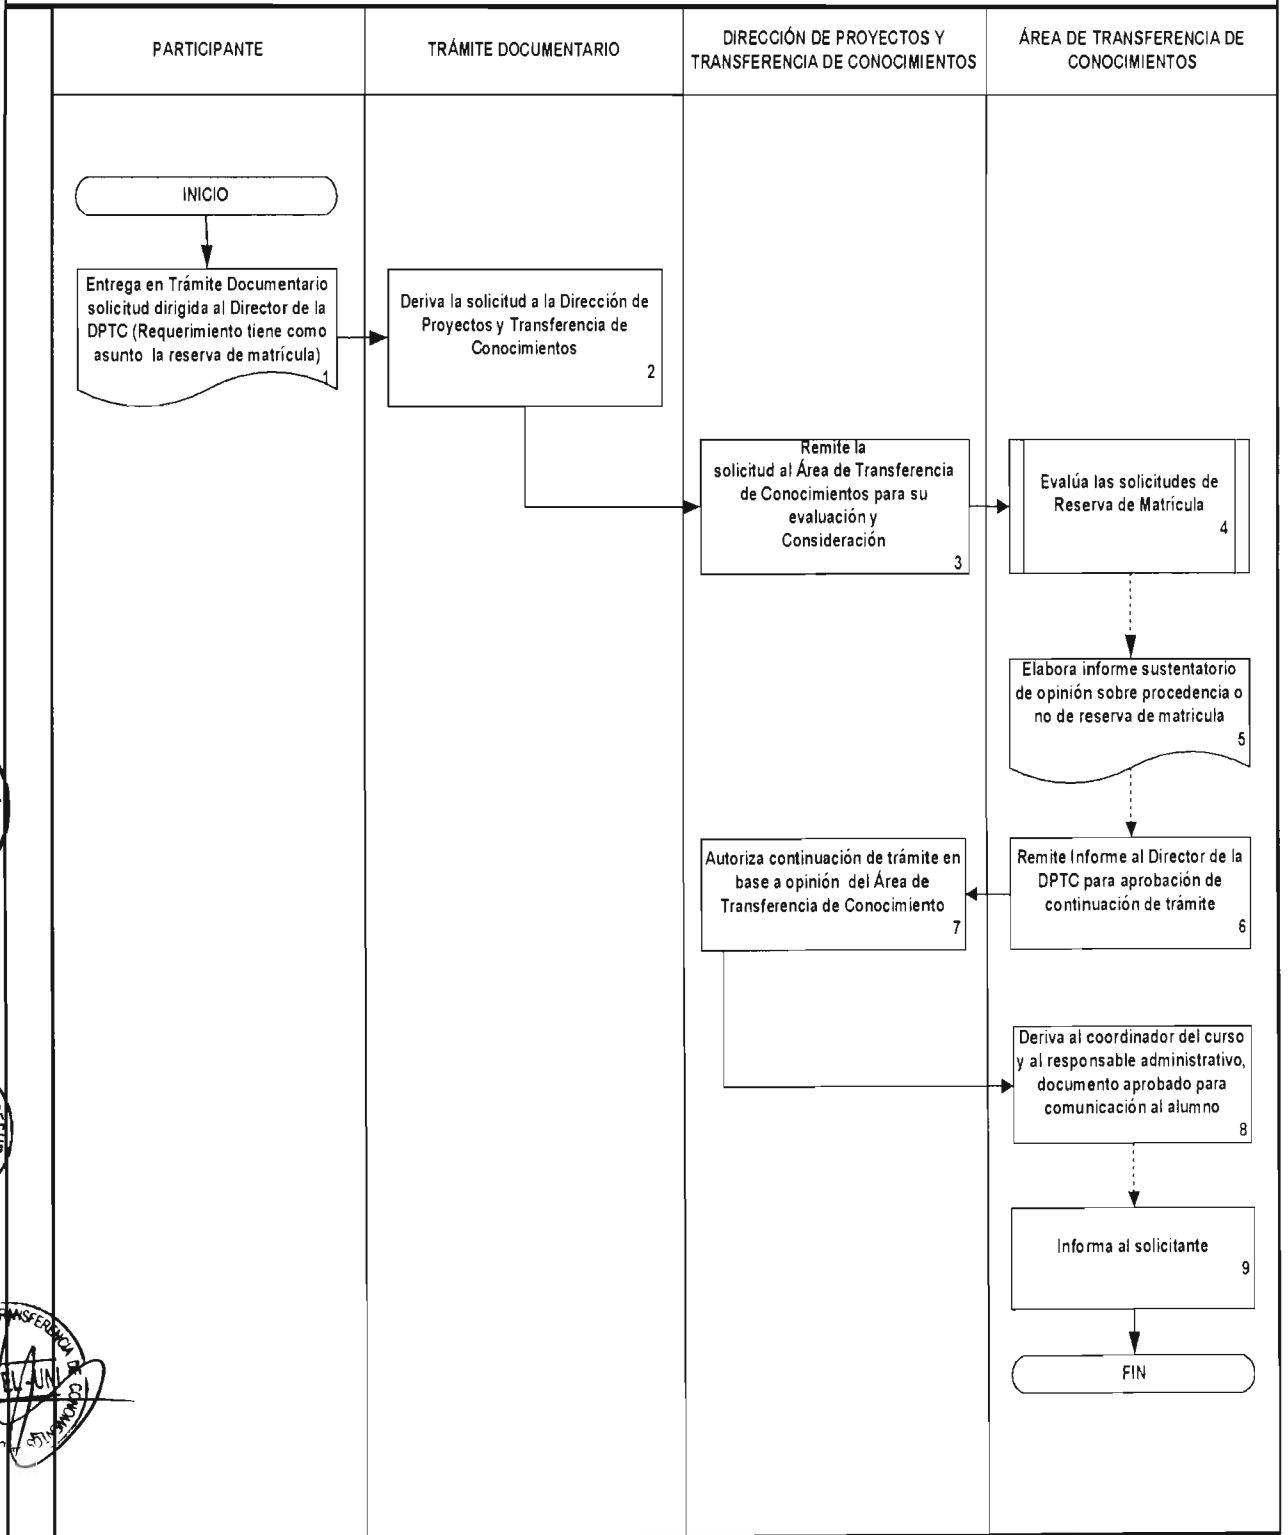 PARTICIPANTE
TRÁMITE DOCUMENTARIO
DIRECCIÓN DE PROYECTOS Y
TRANSFERENCIA DE CONOCIMIENTOS
ÁREA DE TRANSFERENCIA DE
CONOCIMIENTOS
INICIO
Entrega en Trámite Documentario
solicitud dirigida al Director de la
DPTC (Requerimiento tiene como
asunto la reserva de matrícula)
1
Deriva la solicitud a la Dirección de
Proyectos y Transferencia de
Conocimientos
2
Remite la
solicitud al Área de Transferencia
de Conocimientos para su
evaluación y
Consideración
3
Evalúa las solicitudes de
Reserva de Matrícula
4
Elabora informe sustentatorio
de opinión sobre procedencia o
no de reserva de matricula
5
Remite Informe al Director de la
DPTC para aprobación de
continuación de trámite
6
Autoriza continuación de trámite en
base a opinión del Área de
Transferencia de Conocimiento
7
Deriva al coordinador del curso
y al responsable administrativo,
documento aprobado para
comunicación al alumno
8
Informa al solicitante
9
FIN
DE